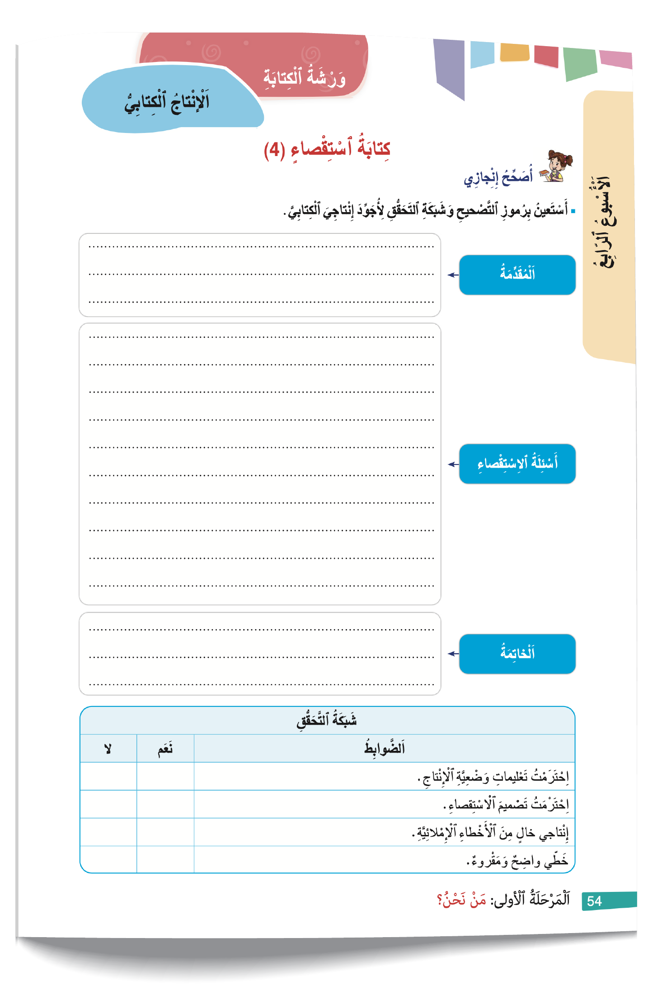 وَرْشَةُ ٱلْكِتابَةِ
اَلْإِنْتاجُ ٱلْكِتابِيُّ
كِتابَةُ ٱسْتِقْصاءٍ (4)
أُصَحِّحُ إِنْجازِي
▪ أَسْتَعينُ بِرُموزِ ٱلتَّصْحيحِ وَشَبَكَةِ ٱلتَحَقُّقِ لِأُجَوِّدَ إِنْتاجِيَ ٱلْكِتابِيَّ.
اَلْأُسْبوعُ ٱلرّابِعُ
اَلْمُقَدِّمَةُ
أَسْئِلَةُ ٱلِاسْتِقْصاءِ
اَلْخاتِمَةُ
شَبَكَةُ ٱلتَّحَقُّقِ
اَلضَّوابِطُ نَعَم لا
اِحْتَرَمْتُ تَعْليماتِ وَضْعِيَّةِ ٱلْإِنْتاجِ.
اِحْتَرْمَتُ تَصْميمَ ٱلْاسْتِقصاءِ.
إِنْتاجي خالٍ مِنَ ٱلْأَخْطاءِ ٱلْإِمْلائِيَّةِ.
خَطّي واضِحٌ وَمَقْروءٌ.
اَلْمَرْحَلَةُ ٱلْأولى: مَنْ نَحْنُ؟
54